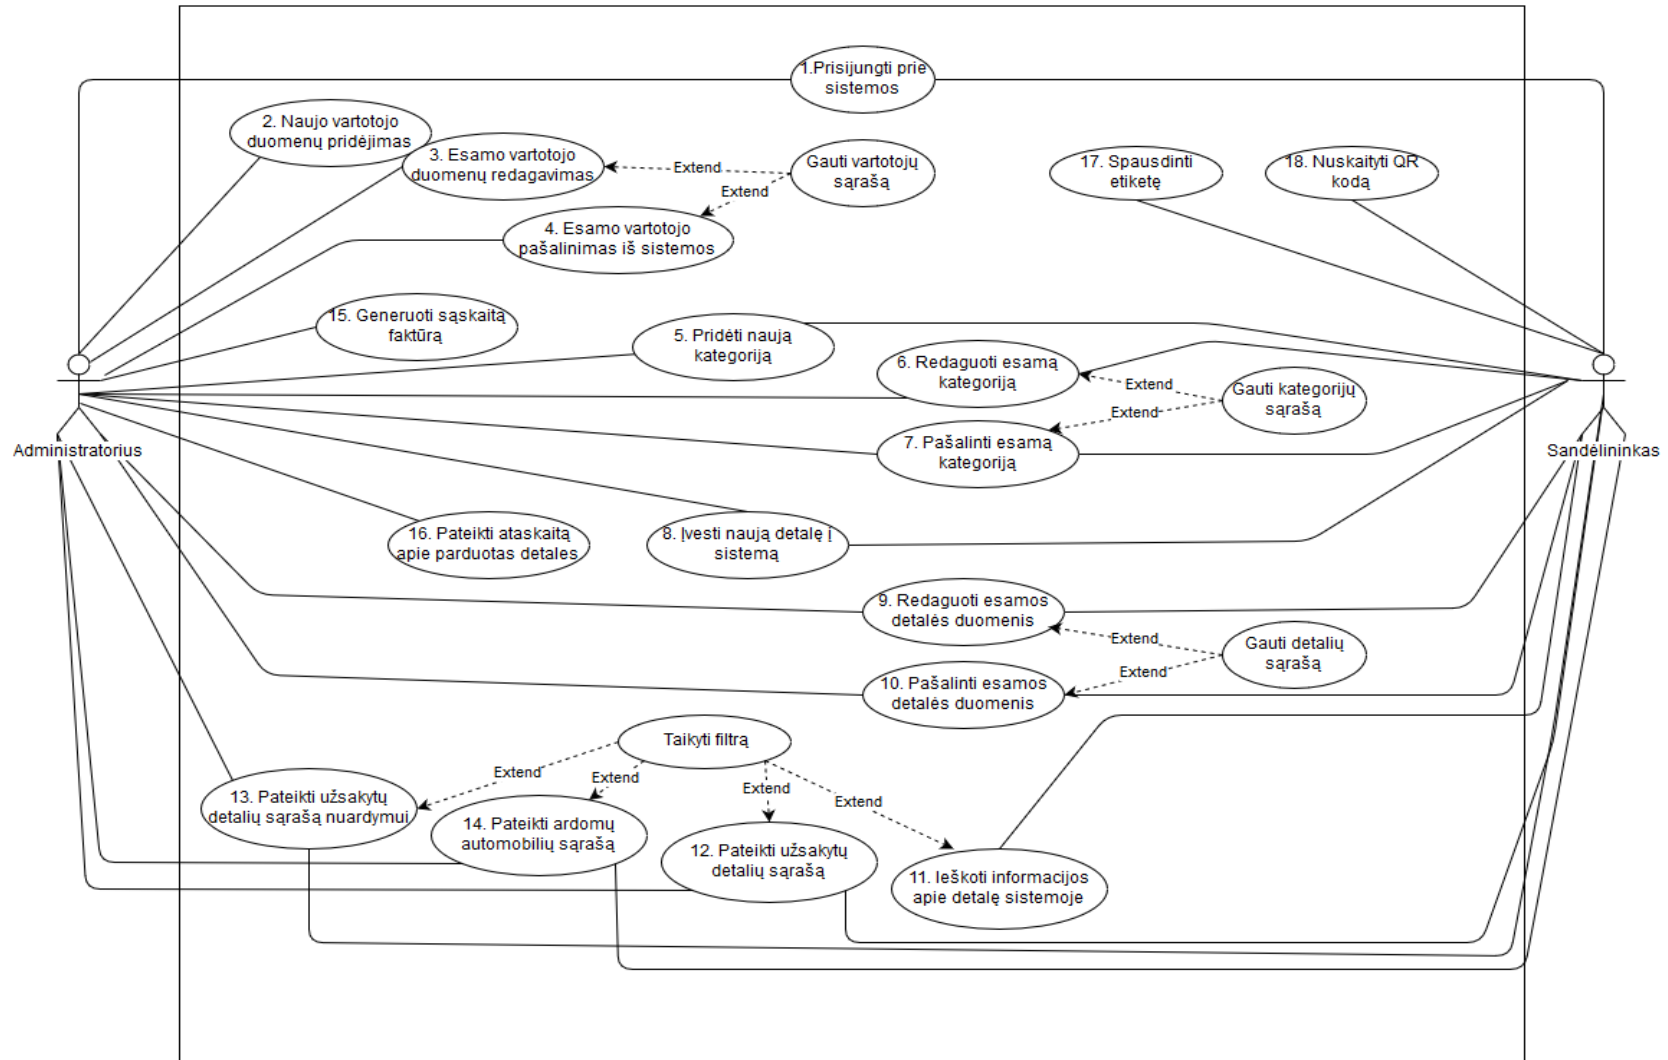 1.Prisijungti prie
sistemos
2. Naujo vartotojo
duomenų pridėjimas
3. Esamo vartotojo
duomenų redagavimas
Extend
Gauti vartotojų
sąrašą
17. Spausdinti
etiketę
18. Nuskaityti QR
kodą
Extend
4. Esamo vartotojo
pašalinimas iš sistemos
15. Generuoti sąskaitą
faktūrą
5. Pridėti naują
kategoriją
6. Redaguoti esamą
kategoriją
Extend
Gauti kategorijų
sąrašą
Extend
7. Pašalinti esamą
kategoriją
Administratorius
Sandėlininkas
16. Pateikti ataskaitą
apie parduotas detales
8. Įvesti naują detalę į
sistemą
9. Redaguoti esamos
detalės duomenis
Extend
Gauti detalių
sąrašą
Extend
10. Pašalinti esamos
detalės duomenis
Taikyti filtrą
Extend
Extend
Extend
Extend
13. Pateikti užsakytų
detalių sąrašą nuardymui
14. Pateikti ardomų
automobilių sąrašą
12. Pateikti užsakytų
detalių sąrašą
11. Ieškoti informacijos
apie detalę sistemoje